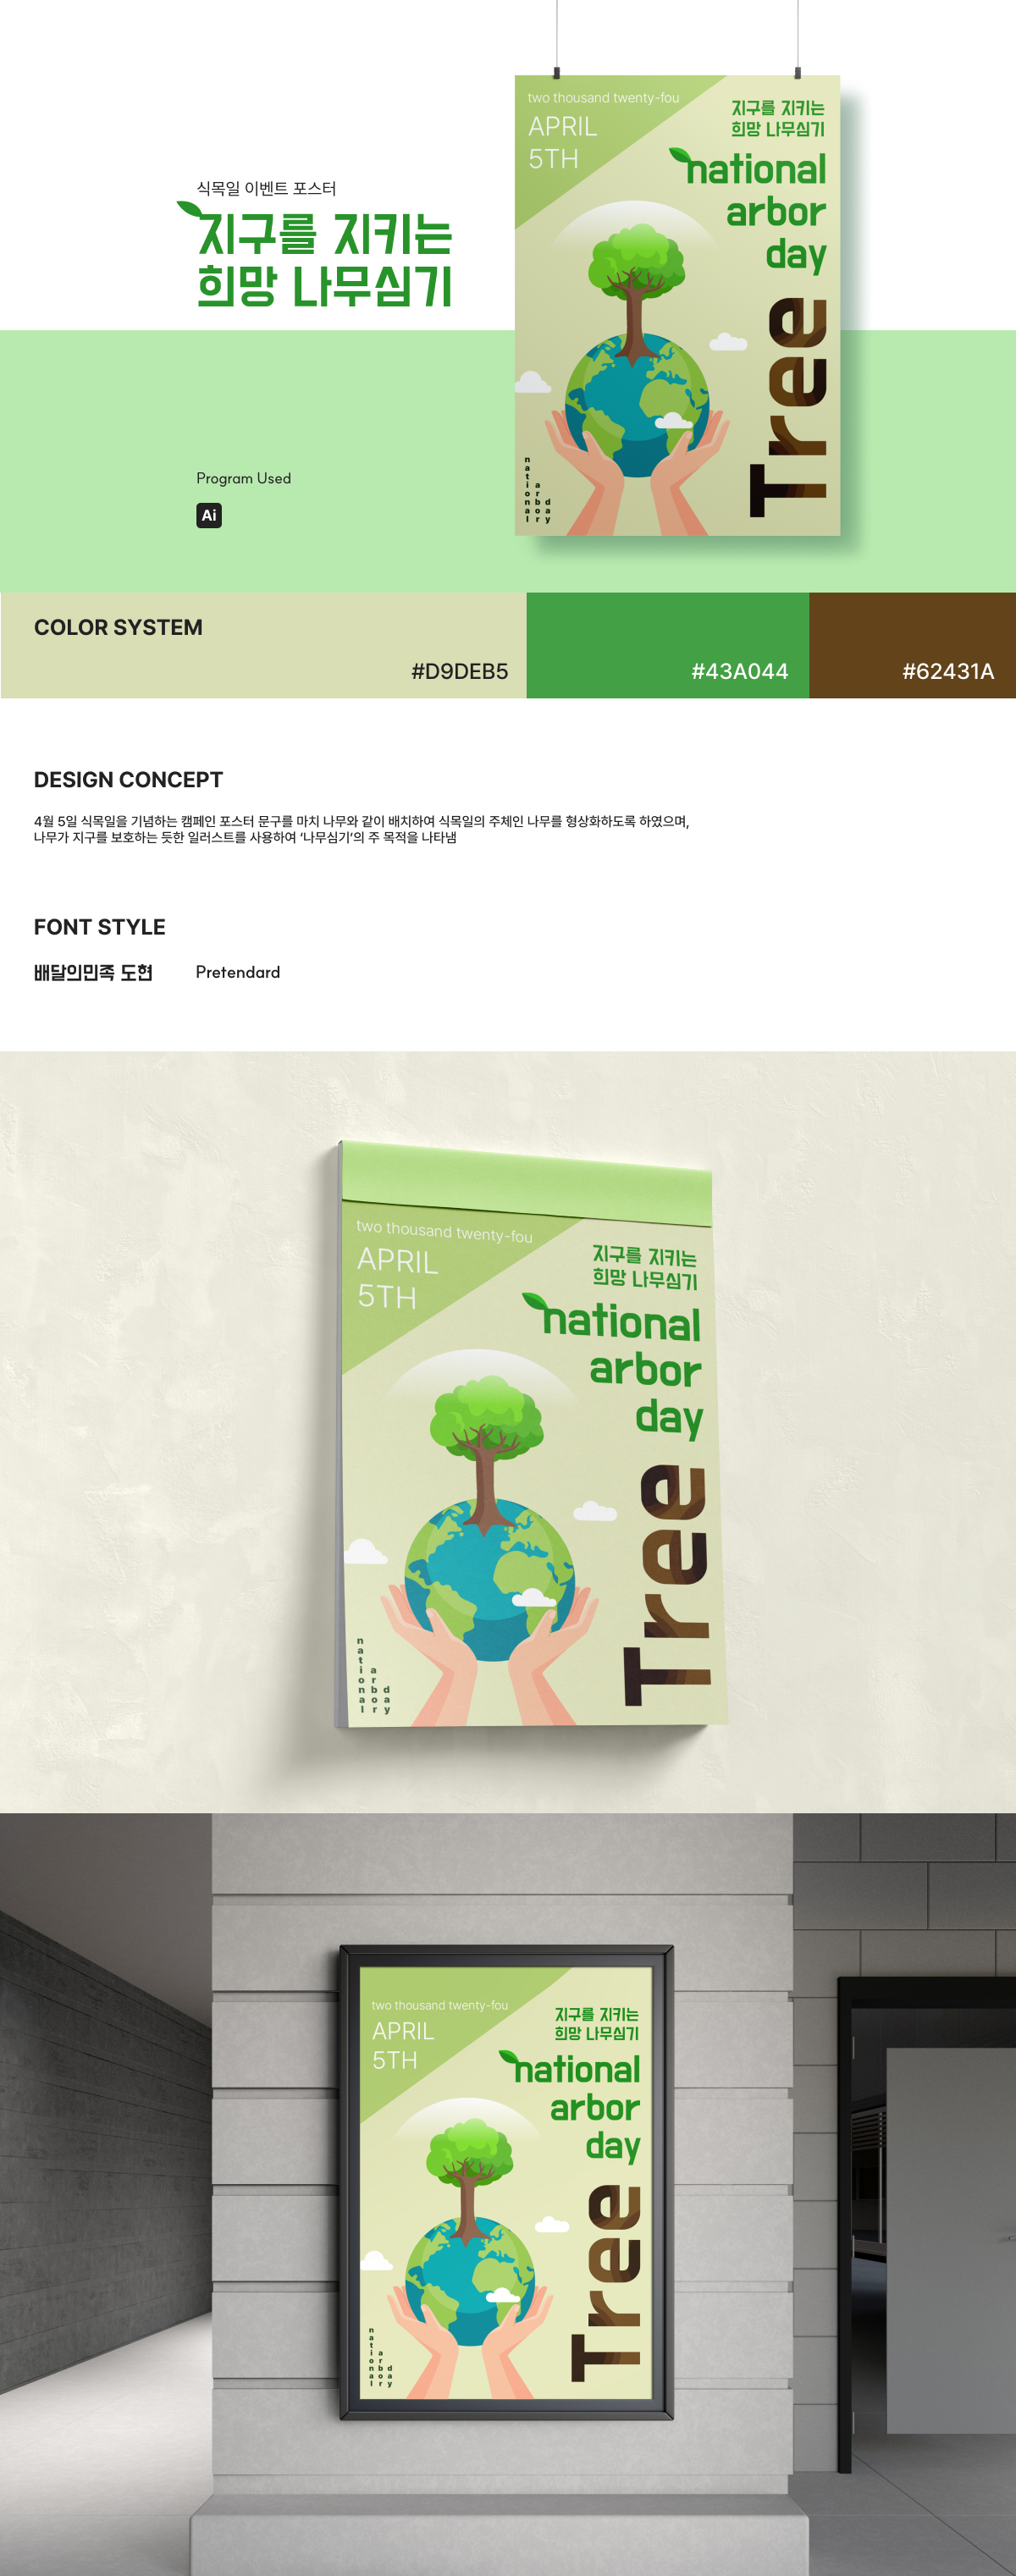 식목일 이벤트 포스터
지구를 지키는
희망 나무심기
Program Used
Ai
two thousand twenty-fou
APRIL
5TH
지구를 지키는
희망 나무심기
national
arbor
day
Tree
national
arbor
day
COLOR SYSTEM
#D9DEB5
#43A044
#62431A
DESIGN CONCEPT
4월 5일 식목일을 기념하는 캠페인 포스터 문구를 마치 나무와 같이 배치하여 식목일의 주체인 나무를 형상화하도록 하였으며,
나무가 지구를 보호하는 듯한 일러스트를 사용하여 ‘나무심기’의 주 목적을 나타냄
FONT STYLE
배달의민족 도현
Pretendard
two thousand twenty-fou
APRIL
5TH
지구를 지키는
희망 나무심기
national
arbor
day
Tree
national
arbor
day
two thousand twenty-fou
APRIL
5TH
지구를 지키는
희망 나무심기
national
arbor
day
Tree
national
arbor
day